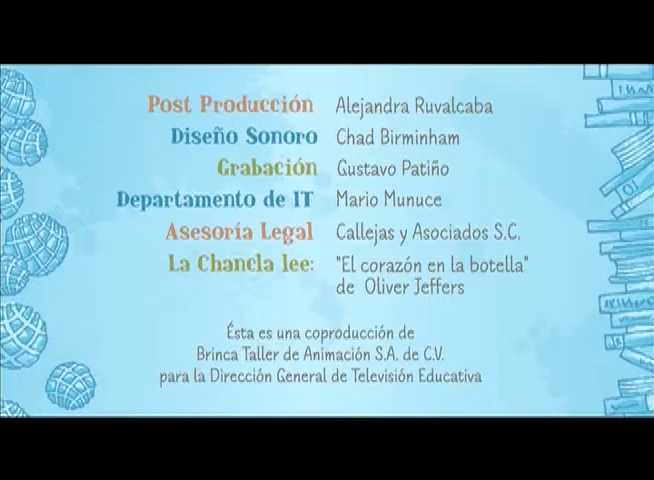 Post Producción Alejandra Ruvalcaba
Diseño Sonoro Chad Birminham
Grabación Gustavo Patiño
Departamento de IT Mario Munuce
Asesoría Legal Callejas y Asociados S.C.
La Chancla lee: "El corazón en la botella"
de Oliver Jeffers
Ésta es una coproducción de
Brinca Taller de Animación S.A. de C.V.
para la Dirección General de Televisión Educativa